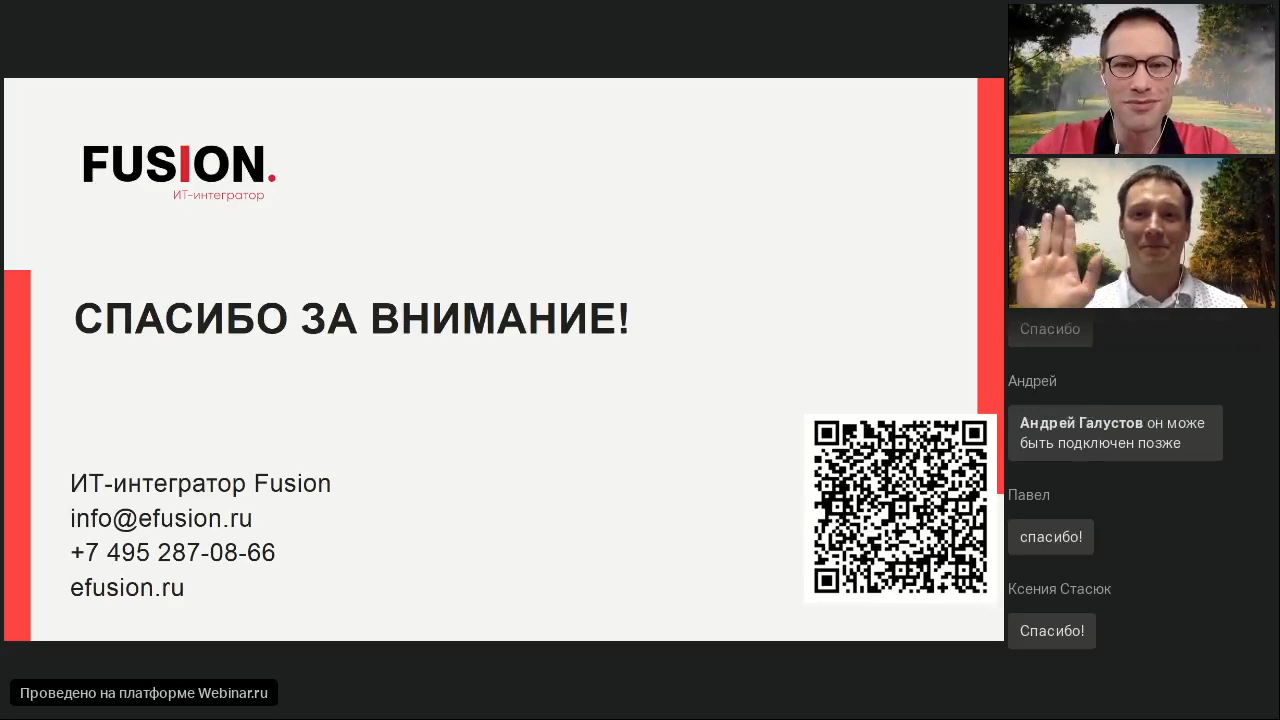 FUSION.
ИТ-интегратор
СПАСИБО ЗА ВНИМАНИЕ!
ИТ-интегратор Fusion
info@efusion.ru
+7 495 287-08-66
efusion.ru
Спасибо
Андрей
Андрей Галустов он може
быть подключен позже
Павел
спасибо!
Ксения Стасюк
Спасибо!
Проведено на платформе Webinar.ru